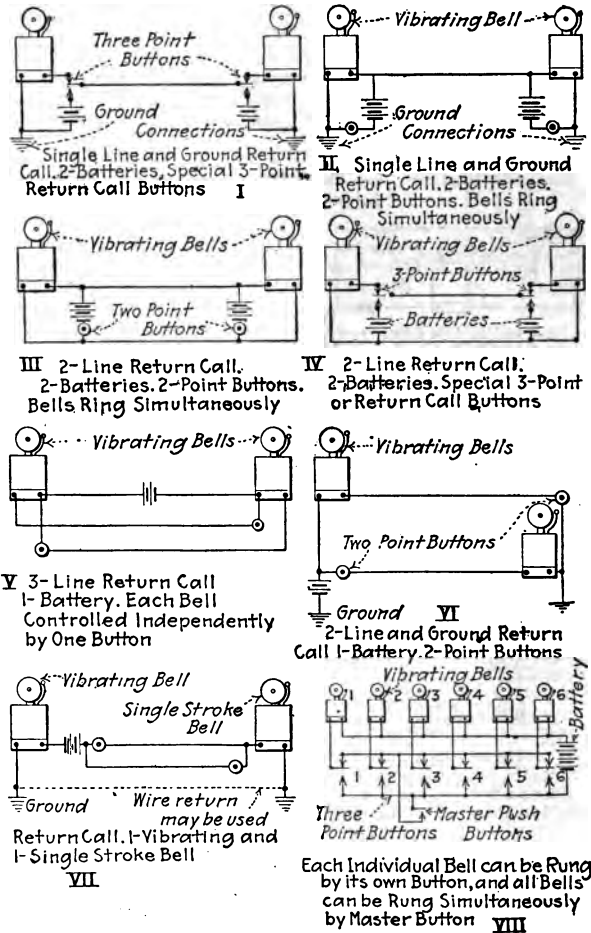 Three Point
Buttons
Ground
Connections
Single Line and Ground Return
Call. 2-Batteries, Special 3-Point
Return Call Buttons I
Vibrating Bell
Ground
Connections
II Single Line and Ground
Return Call. 2-Batteries.
2-Point Buttons. Bells Ring
Simultaneously
Vibrating Bells
Two Point
Buttons
III 2-Line Return Call.
2-Batteries. 2-Point Buttons.
Bells Ring Simultaneously
Vibrating Bells
3-Point Buttons
Batteries
IV 2-Line Return Call.
2-Batteries. Special 3-Point
or Return Call Buttons
Vibrating Bells
V 3-Line Return Call
1-Battery. Each Bell
Controlled Independently
by One Button
Vibrating Bells
Two Point Buttons
Ground VI
2-Line and Ground Return
Call 1-Battery. 2-Point Buttons
Vibrating Bell
Single Stroke
Bell
Ground
Wire return
may be used
Return Call. 1-Vibrating and
1-Single Stroke Bell
VII
Vibrating Bells
1 2 3 4 5 6
Battery
1 2 3 4 5 6
Three
Point Buttons
Master Push
Buttons
Each Individual Bell can be Rung
by its own Button, and all Bells
can be Rung Simultaneously
by Master Button VIII